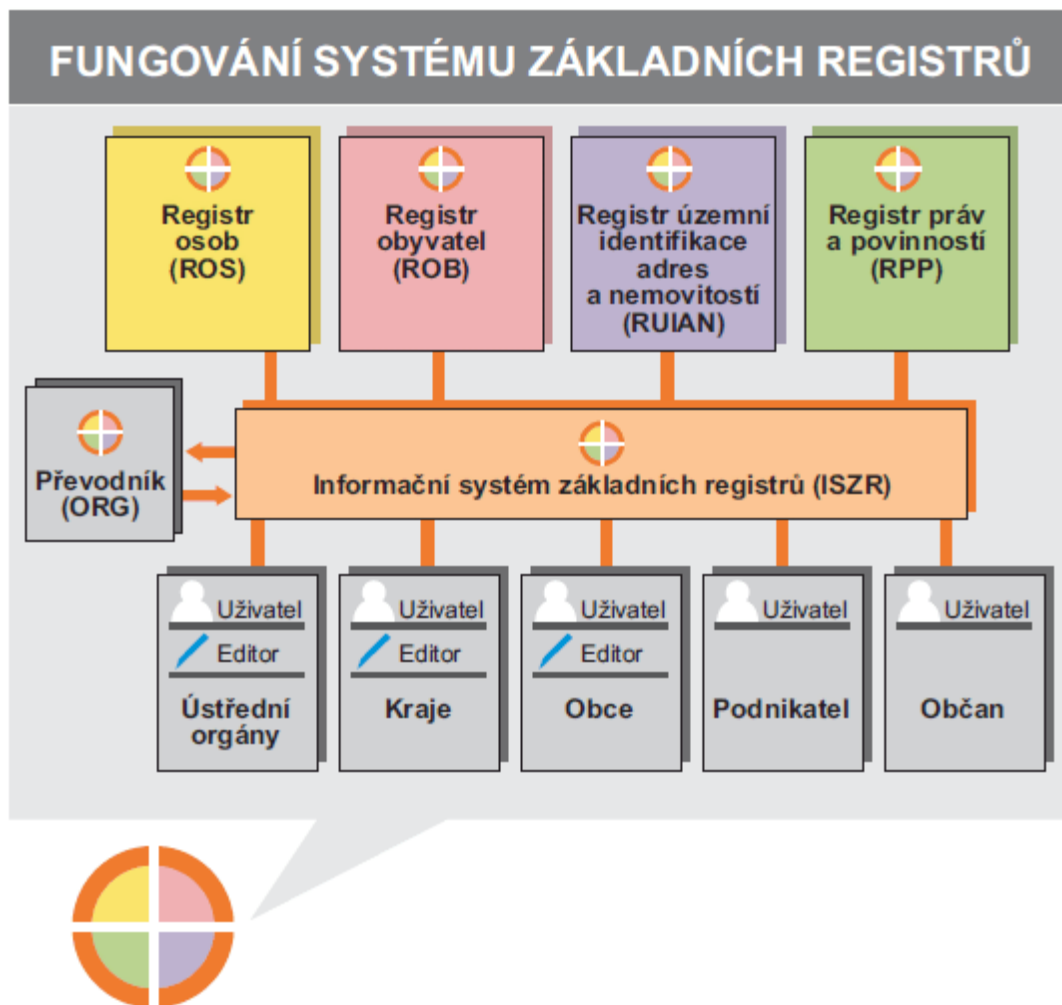 FUNGOVÁNÍ SYSTÉMU ZÁKLADNÍCH REGISTRŮ
Registr
osob
(ROS)
Registr
obyvatel
(ROB)
Registr územní
identifikace
adres
a nemovitostí
(RUIAN)
Registr práv
a povinností
(RPP)
Převodník
(ORG)
Informační systém základních registrů (ISZR)
Uživatel
Editor
Ústřední
orgány
Uživatel
Editor
Kraje
Uživatel
Editor
Obce
Uživatel
Podnikatel
Uživatel
Občan